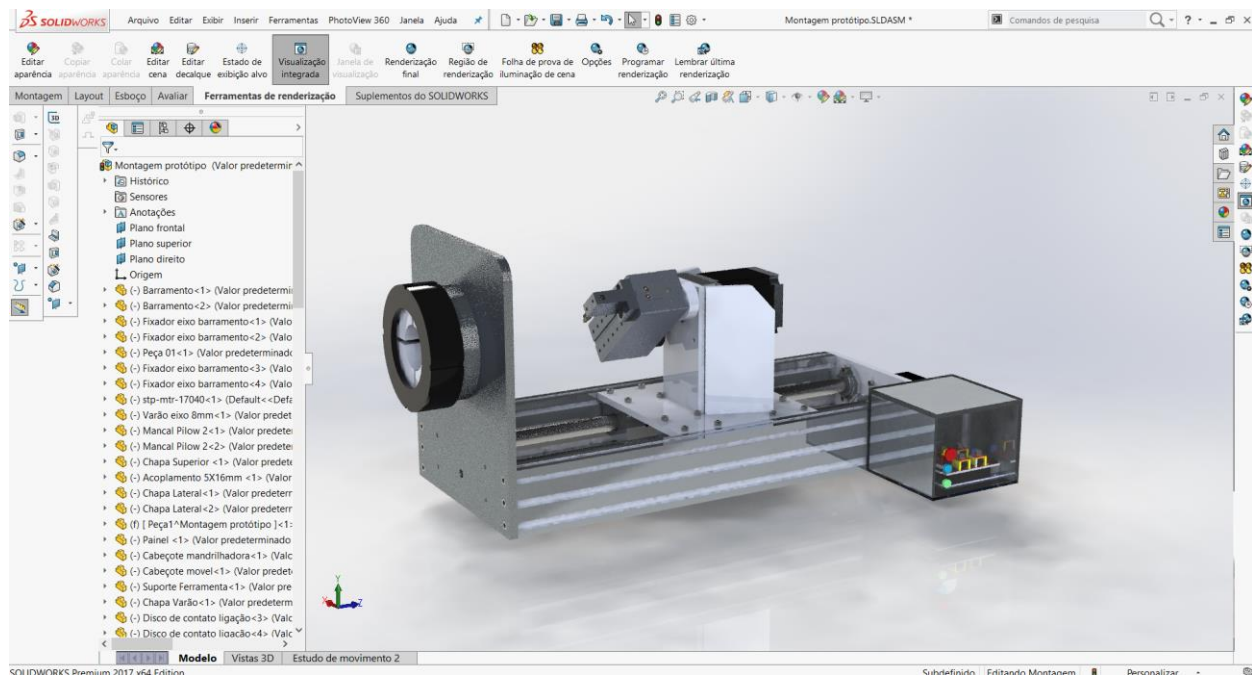 SOLIDWORKS Arquivo Editar Exibir Inserir Ferramentas PhotoView 360 Janela Ajuda Montagem protótipo.SLDASM * Comandos de pesquisa
Editar aparência
Copiar aparência
Colar aparência
Editar cena
Editar decalque
Estado de exibição alvo
Visualização integrada
Janela de visualização
Renderização final
Região de renderização
Folha de prova de iluminação de cena
Opções
Programar renderização
Lembrar última renderização
Montagem Layout Esboço Avaliar Ferramentas de renderização Suplementos do SOLIDWORKS
Montagem protótipo (Valor predetermin
Histórico
Sensores
Anotações
Plano frontal
Plano superior
Plano direito
Origem
(-) Barramento<1> (Valor predetermi
(-) Barramento<2> (Valor predetermi
(-) Fixador eixo barramento<1> (Valo
(-) Fixador eixo barramento<2> (Valo
(-) Peça 01<1> (Valor predeterminado
(-) Fixador eixo barramento<3> (Valo
(-) Fixador eixo barramento<4> (Valo
(-) stp-mtr-17040<1> (Default<<Defa
(-) Varão eixo 8mm<1> (Valor predet
(-) Mancal Pilow 2<1> (Valor predete
(-) Mancal Pilow 2<2> (Valor predete
(-) Chapa Superior <1> (Valor predete
(-) Acoplamento 5X16mm <1> (Valor
(-) Chapa Lateral<1> (Valor predeterr
(-) Chapa Lateral<2> (Valor predeterr
(f) [ Peça1^Montagem protótipo ]<1>
(-) Painel <1> (Valor predeterminado
(-) Cabeçote mandrilhadora<1> (Valc
(-) Cabeçote movel<1> (Valor predet
(-) Suporte Ferramenta<1> (Valor pre
(-) Chapa Varão<1> (Valor predeterm
(-) Disco de contato ligação<3> (Valc
(-) Disco de contato ligação<4> (Valc
Y
X
Z
Modelo Vistas 3D Estudo de movimento 2
SOLIDWORKS Premium 2017 x64 Edition Subdefinido Editando Montagem Personalizar